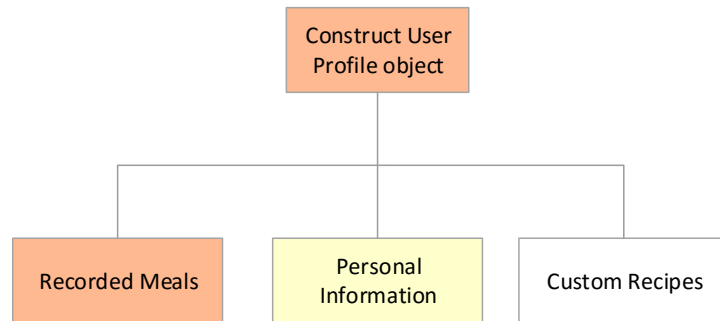 Construct User
Profile object
Recorded Meals
Personal
Information
Custom Recipes